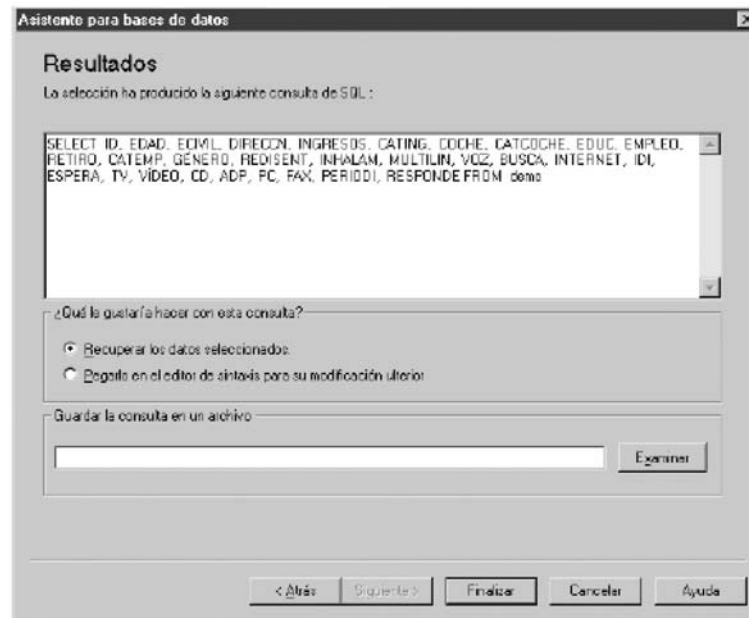 Asistente para bases de datos
Resultados
La selección ha producido la siguiente consulta de SQL :
SELECT ID, EDAD, ECIVIL, DIRECCN, INGRESOS, CATING, COCHE, CATCOCHE, EDUC, EMPLEO,
RETIRO, CATEMP, GÉNERO, REDISENT, INHALAM, MULTILIN, VOZ, BUSCA, INTERNET, IDI,
ESPERA, TV, VÍDEO, CD, ADP, PC, FAX, PERIODI, RESPONDE FROM demo
¿Qué le gustaría hacer con esta consulta?
Recuperar los datos seleccionados.
Pegarla en el editor de sintaxis para su modificación ulterior
Guardar la consulta en un archivo
Examinar
< Atrás Siguiente > Finalizar Cancelar Ayuda